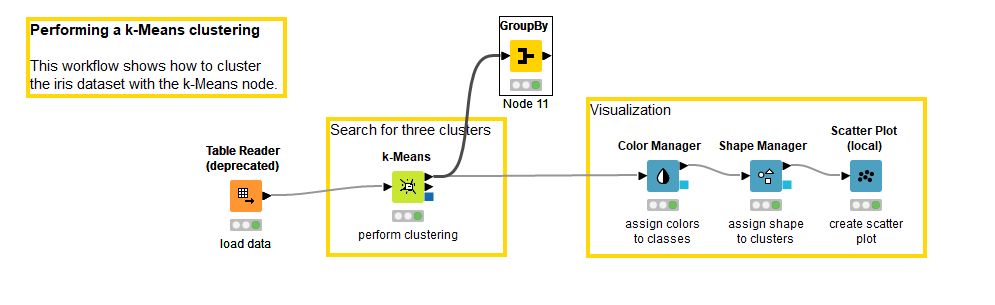 Performing a k-Means clustering
This workflow shows how to cluster
the iris dataset with the k-Means node.
GroupBy
Node 11
Search for three clusters
Visualization
Table Reader
(deprecated)
load data
k-Means
perform clustering
Color Manager
assign colors
to classes
Shape Manager
assign shape
to clusters
Scatter Plot
(local)
create scatter
plot